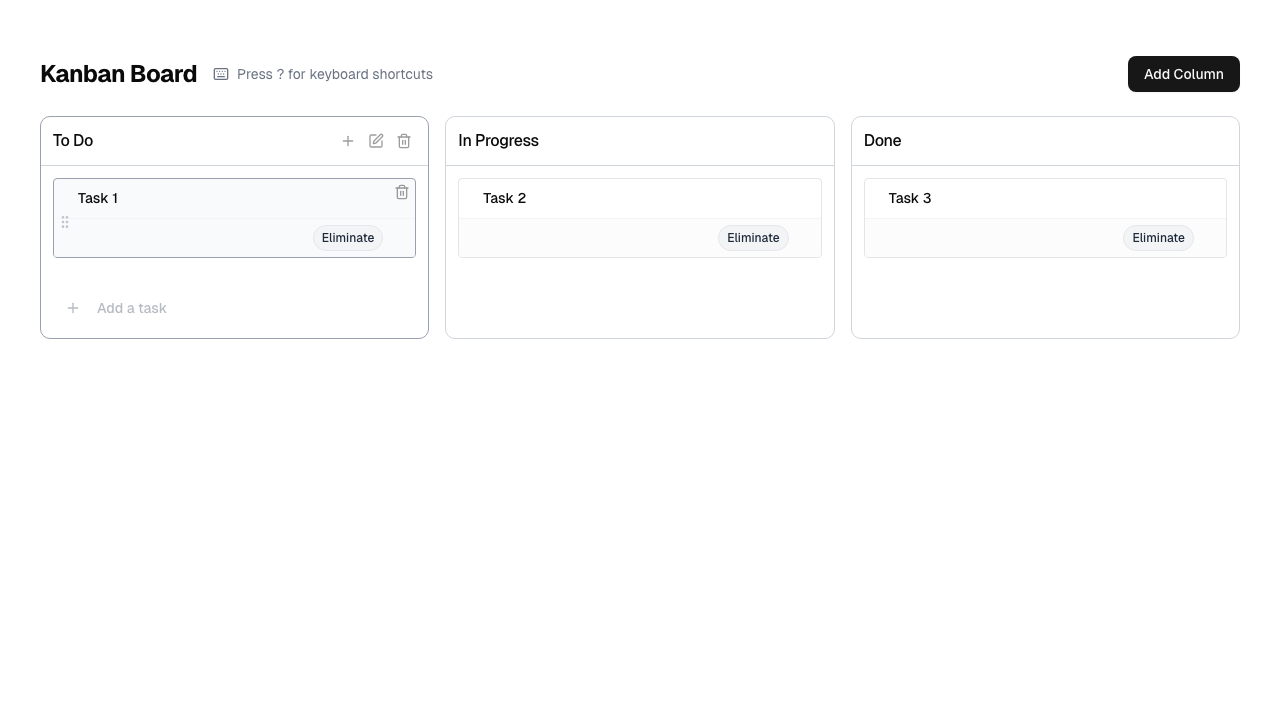 Kanban Board
Press ? for keyboard shortcuts
Add Column
To Do
Task 1
Eliminate
Add a task
In Progress
Task 2
Eliminate
Done
Task 3
Eliminate